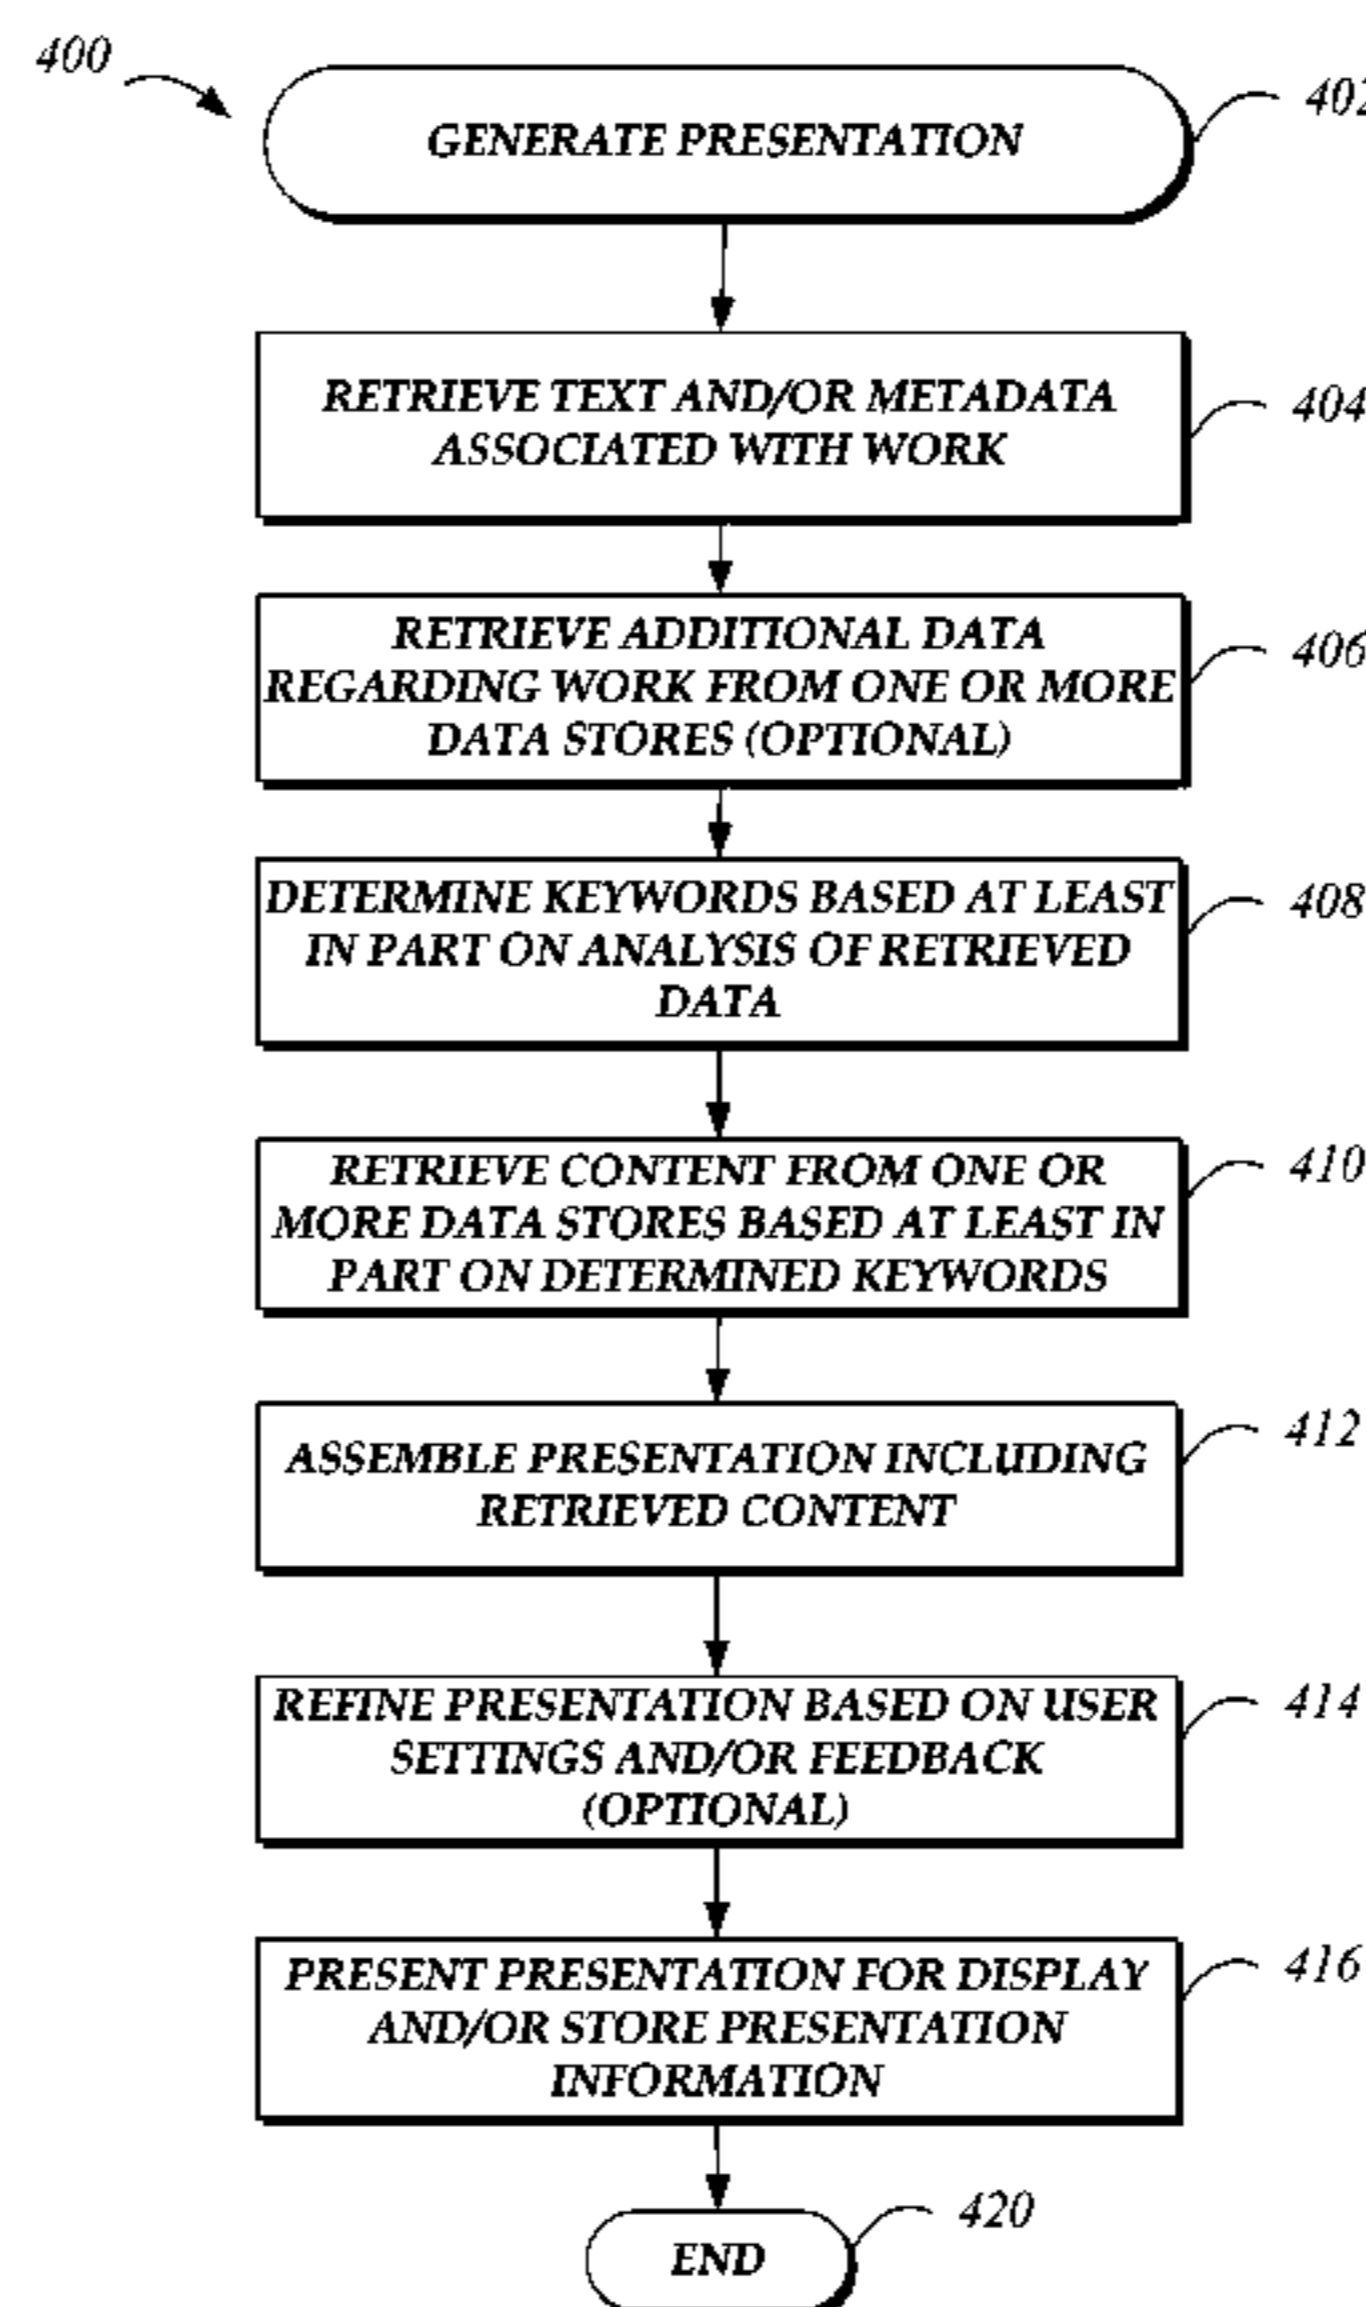 400
402
GENERATE PRESENTATION
RETRIEVE TEXT AND/OR METADATA
ASSOCIATED WITH WORK
404
RETRIEVE ADDITIONAL DATA
REGARDING WORK FROM ONE OR MORE
DATA STORES (OPTIONAL)
406
DETERMINE KEYWORDS BASED AT LEAST
IN PART ON ANALYSIS OF RETRIEVED
DATA
408
RETRIEVE CONTENT FROM ONE OR
MORE DATA STORES BASED AT LEAST IN
PART ON DETERMINED KEYWORDS
410
ASSEMBLE PRESENTATION INCLUDING
RETRIEVED CONTENT
412
REFINE PRESENTATION BASED ON USER
SETTINGS AND/OR FEEDBACK
(OPTIONAL)
414
PRESENT PRESENTATION FOR DISPLAY
AND/OR STORE PRESENTATION
INFORMATION
416
END
420